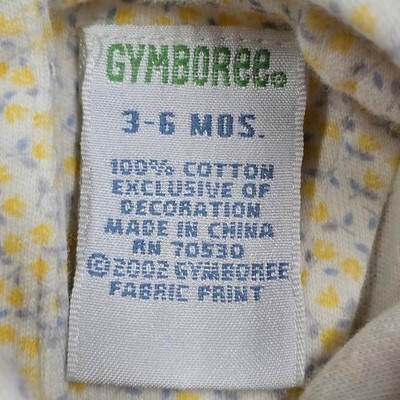 GYMBOREE®
3-6 MOS.
100% COTTON
EXCLUSIVE OF
DECORATION
MADE IN CHINA
RN 70530
©2002 GYMBOREE
FABRIC PRINT